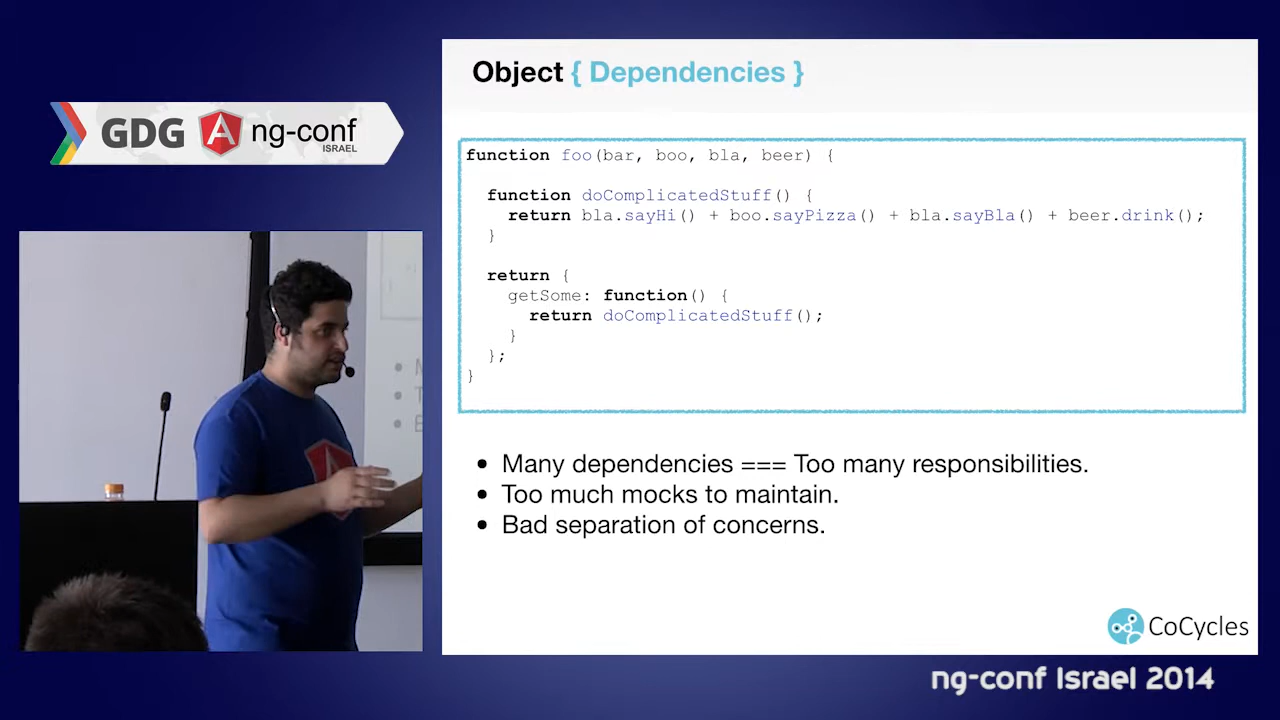 GDG ng-conf
ISRAEL
Object { Dependencies }
function foo(bar, boo, bla, beer) {
function doComplicatedStuff() {
return bla.sayHi() + boo.sayPizza() + bla.sayBla() + beer.drink();
}
return {
getSome: function() {
return doComplicatedStuff();
}
};
}
• Many dependencies === Too many responsibilities.
• Too much mocks to maintain.
• Bad separation of concerns.
CoCycles
ng-conf Israel 2014